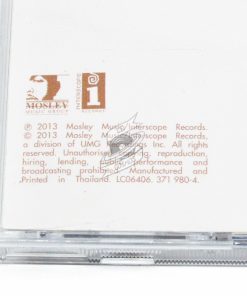 MOSLEY
MUSIC GROUP
interscope
RECORDS
℗ 2013 Mosley Music/Interscope Records.
© 2013 Mosley Music/Interscope Records,
a division of UMG Recordings Inc. All rights
reserved. Unauthorised copying, reproduction,
hiring, lending, public performance and
broadcasting prohibited. Manufactured and
Printed in Thailand. LC06406. 371 980-4.